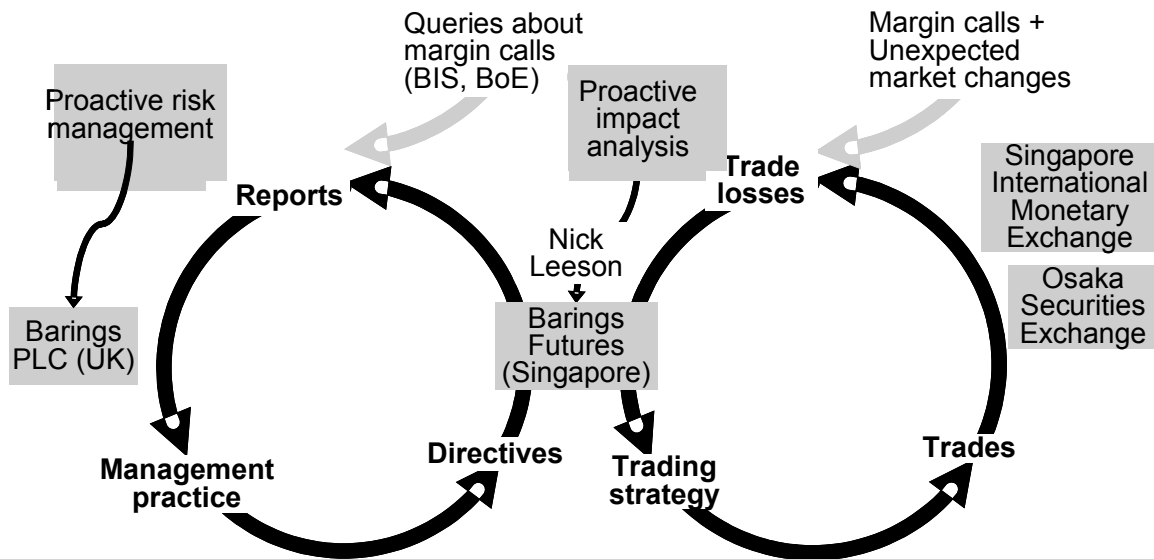 Queries about
margin calls
(BIS, BoE)
Margin calls +
Unexpected
market changes
Proactive risk
management
Proactive
impact
analysis
Reports
Trade
losses
Singapore
International
Monetary
Exchange
Nick
Leeson
Osaka
Securities
Exchange
Barings
PLC (UK)
Barings
Futures
(Singapore)
Management
practice
Directives
Trading
strategy
Trades